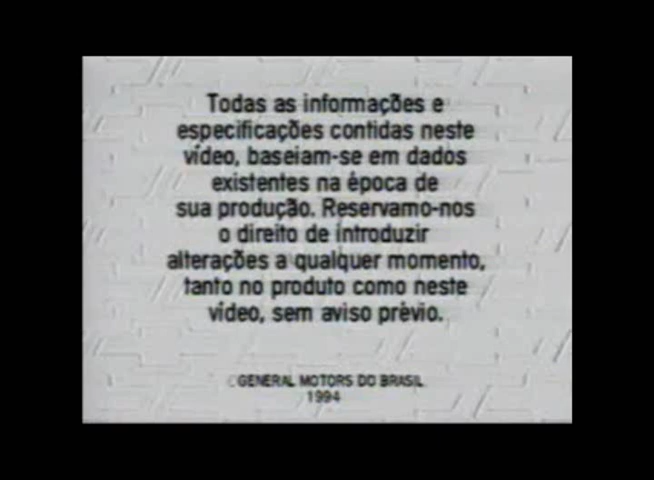 Todas as informações e
especificações contidas neste
vídeo, baseiam-se em dados
existentes na época de
sua produção. Reservamo-nos
o direito de introduzir
alterações a qualquer momento,
tanto no produto como neste
vídeo, sem aviso prévio.
©GENERAL MOTORS DO BRASIL
1994